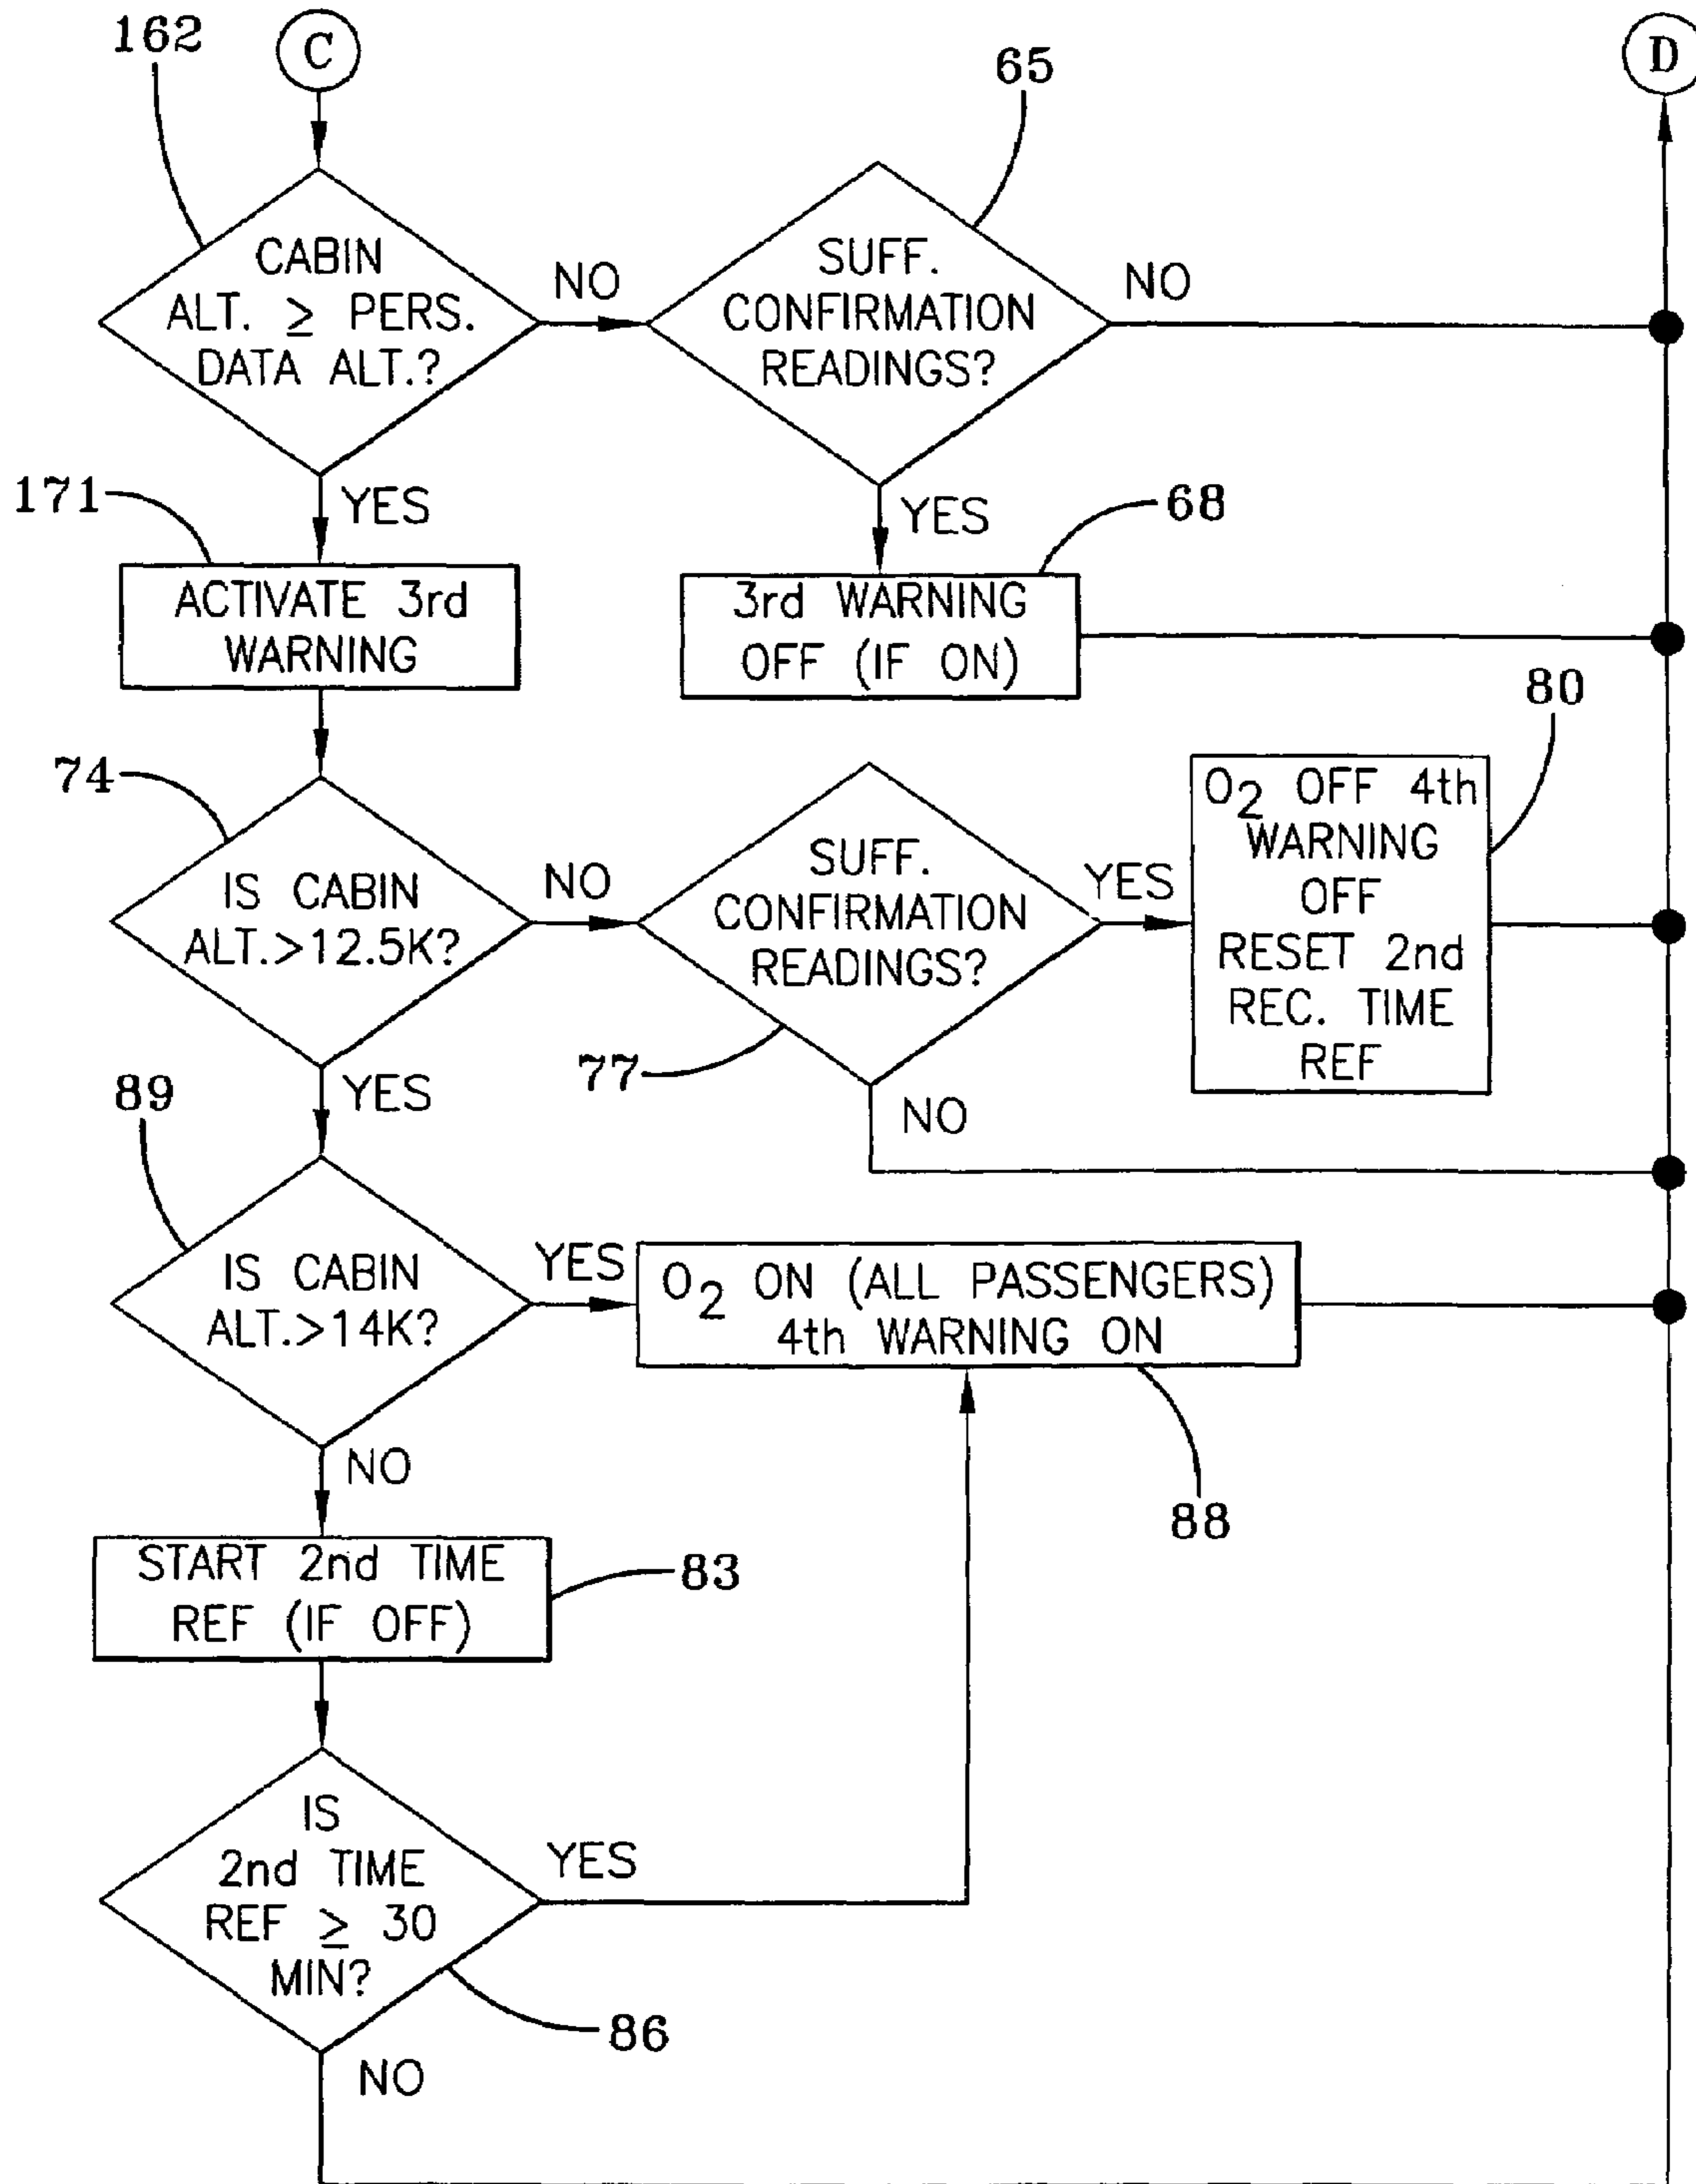 162
C
65
D
CABIN
ALT. ≥ PERS.
DATA ALT.?
NO
SUFF.
CONFIRMATION
READINGS?
NO
171
YES
YES
68
ACTIVATE 3rd
WARNING
3rd WARNING
OFF (IF ON)
80
74
IS CABIN
ALT.>12.5K?
NO
SUFF.
CONFIRMATION
READINGS?
YES
O2 OFF 4th
WARNING
OFF
RESET 2nd
REC. TIME
REF
77
89
YES
NO
IS CABIN
ALT.>14K?
YES
O2 ON (ALL PASSENGERS)
4th WARNING ON
NO
88
START 2nd TIME
REF (IF OFF)
83
IS
2nd TIME
REF ≥ 30
MIN?
YES
86
NO